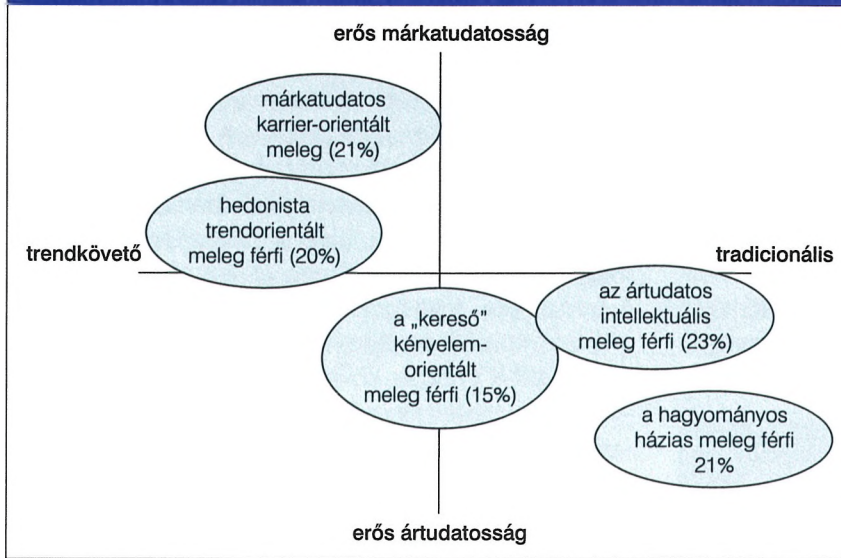 erős márkatudatosság
márkatudatos
karrier-orientált
meleg (21%)
hedonista
trendorientált
meleg férfi (20%)
trendkövető
tradicionális
az ártudatos
intellektuális
meleg férfi (23%)
a „kereső”
kényelem-
orientált
meleg férfi (15%)
a hagyományos
házias meleg férfi
21%
erős ártudatosság